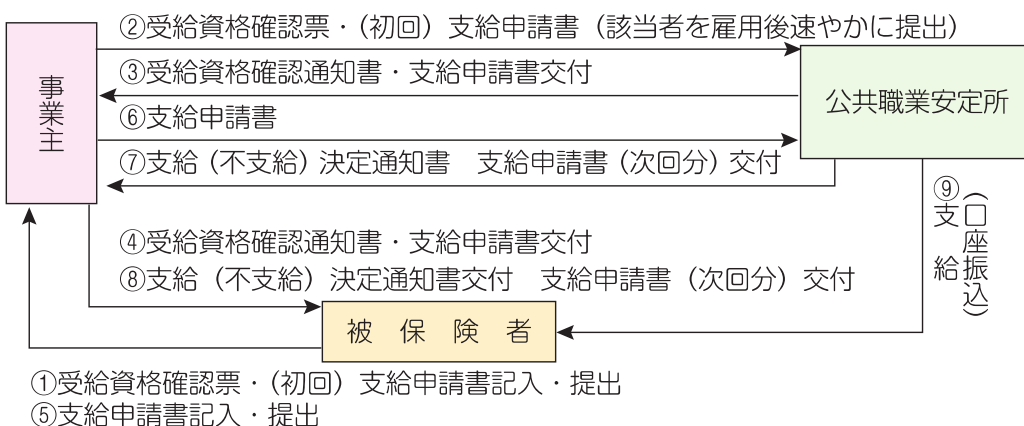 ②受給資格確認票・(初回) 支給申請書 (該当者を雇用後速やかに提出)
③受給資格確認通知書・支給申請書交付
事業主
公共職業安定所
⑥支給申請書
⑦支給 (不支給) 決定通知書　支給申請書 (次回分) 交付
⑨支　給
(口座振込)
④受給資格確認通知書・支給申請書交付
⑧支給 (不支給) 決定通知書交付　支給申請書 (次回分) 交付
被　保　険　者
①受給資格確認票・(初回) 支給申請書記入・提出
⑤支給申請書記入・提出